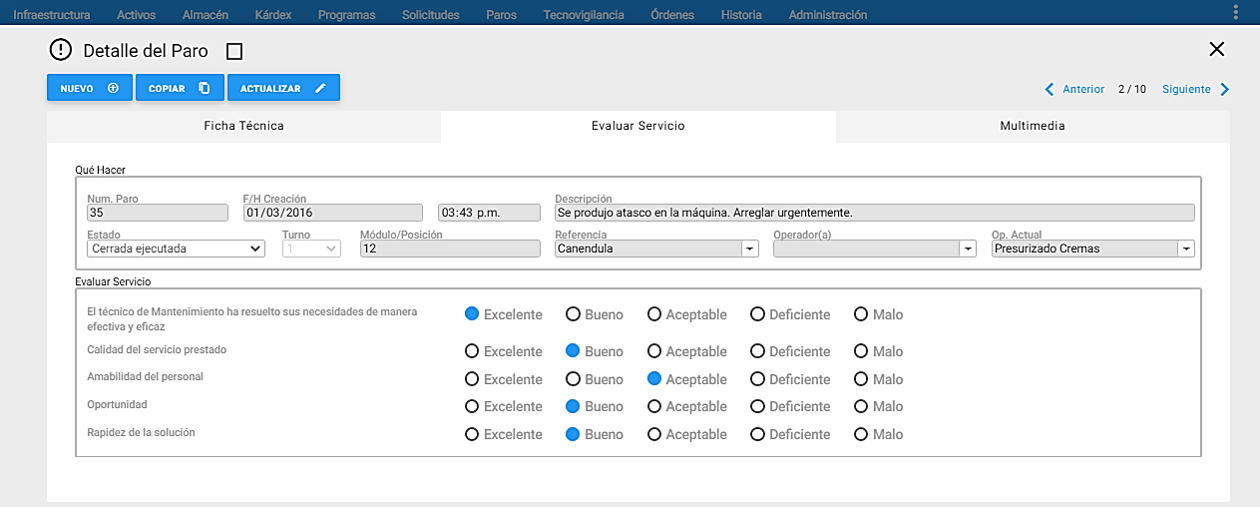 Infraestructura Activos Almacén Kárdex Programas Solicitudes Paros Tecnovigilancia Órdenes Historia Administración
Detalle del Paro
NUEVO COPIAR ACTUALIZAR Anterior 2 / 10 Siguiente
Ficha Técnica Evaluar Servicio Multimedia
Qué Hacer
Num. Paro F/H Creación Descripción
35 01/03/2016 03:43 p.m. Se produjo atasco en la máquina. Arreglar urgentemente.
Estado Turno Módulo/Posición Referencia Operador(a) Op. Actual
Cerrada ejecutada 1 12 Canendula Presurizado Cremas
Evaluar Servicio
El técnico de Mantenimiento ha resuelto sus necesidades de manera
efectiva y eficaz
Excelente Bueno Aceptable Deficiente Malo
Calidad del servicio prestado Excelente Bueno Aceptable Deficiente Malo
Amabilidad del personal Excelente Bueno Aceptable Deficiente Malo
Oportunidad Excelente Bueno Aceptable Deficiente Malo
Rapidez de la solución Excelente Bueno Aceptable Deficiente Malo